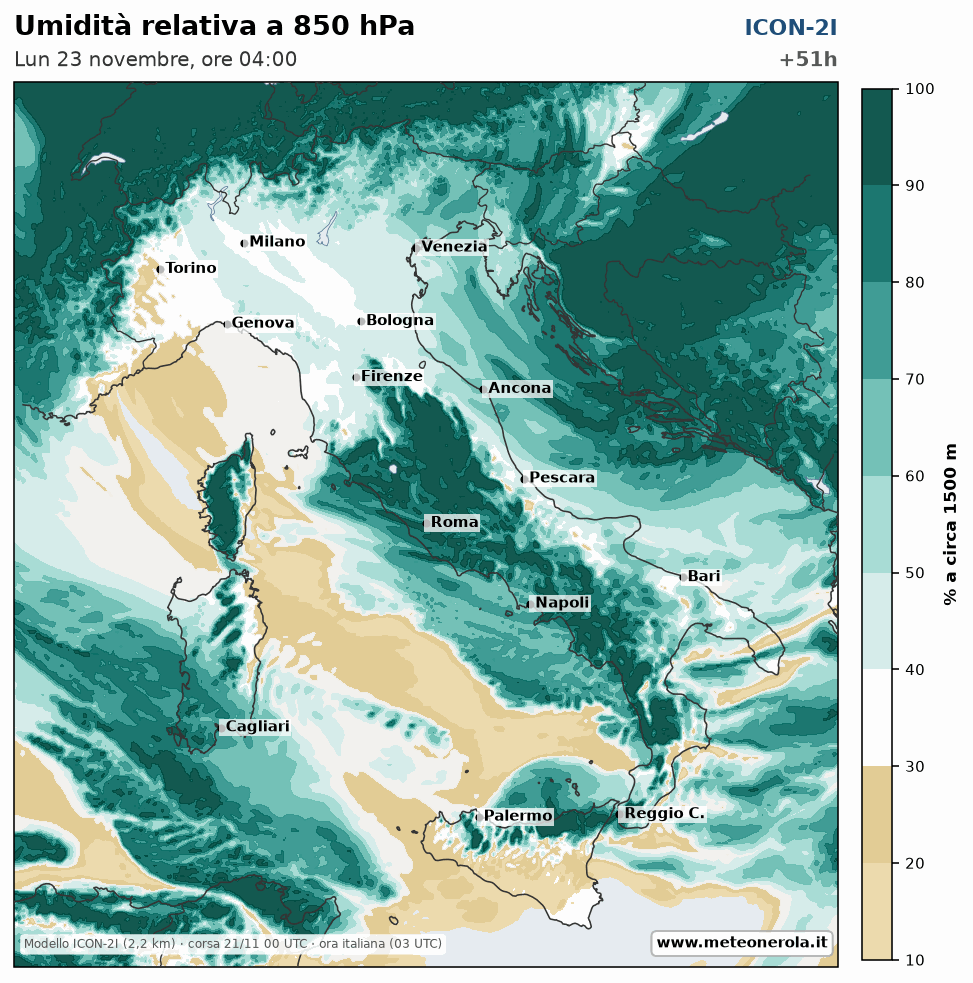 Umidità relativa a 850 hPa
ICON-2I
Lun 23 novembre, ore 04:00
+51h
100
90
80
70
60
50
40
30
20
10
% a circa 1500 m
Milano
Venezia
Torino
Genova
Bologna
Firenze
Ancona
Pescara
Roma
Bari
Napoli
Cagliari
Palermo
Reggio C.
Modello ICON-2I (2,2 km) · corsa 21/11 00 UTC · ora italiana (03 UTC)
www.meteonerola.it